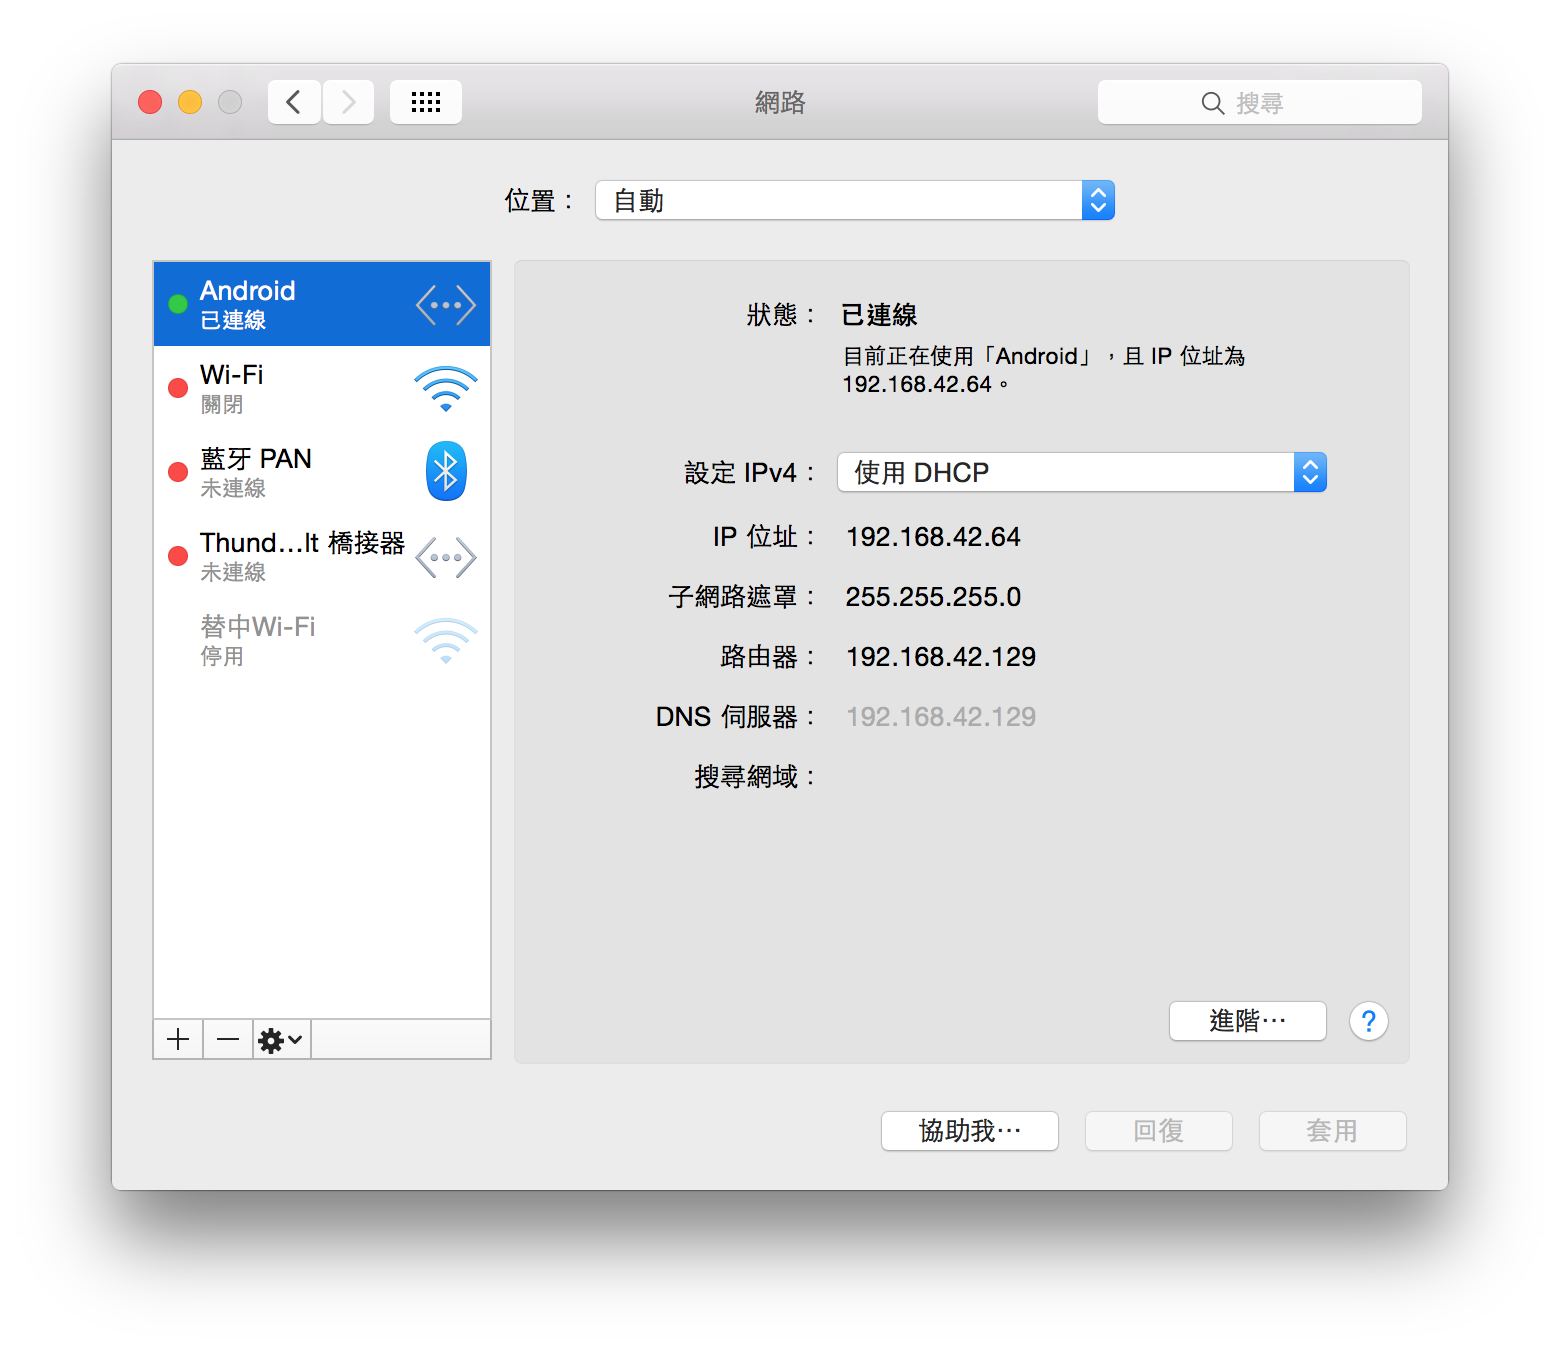 網路
搜尋
位置：
自動
Android
已連線
Wi-Fi
關閉
藍牙 PAN
未連線
Thund...lt 橋接器
未連線
替中Wi-Fi
停用
狀態：
已連線
目前正在使用「Android」，且 IP 位址為
192.168.42.64。
設定 IPv4：
使用 DHCP
IP 位址：
192.168.42.64
子網路遮罩：
255.255.255.0
路由器：
192.168.42.129
DNS 伺服器：
192.168.42.129
搜尋網域：
進階⋯
?
協助我⋯
回復
套用